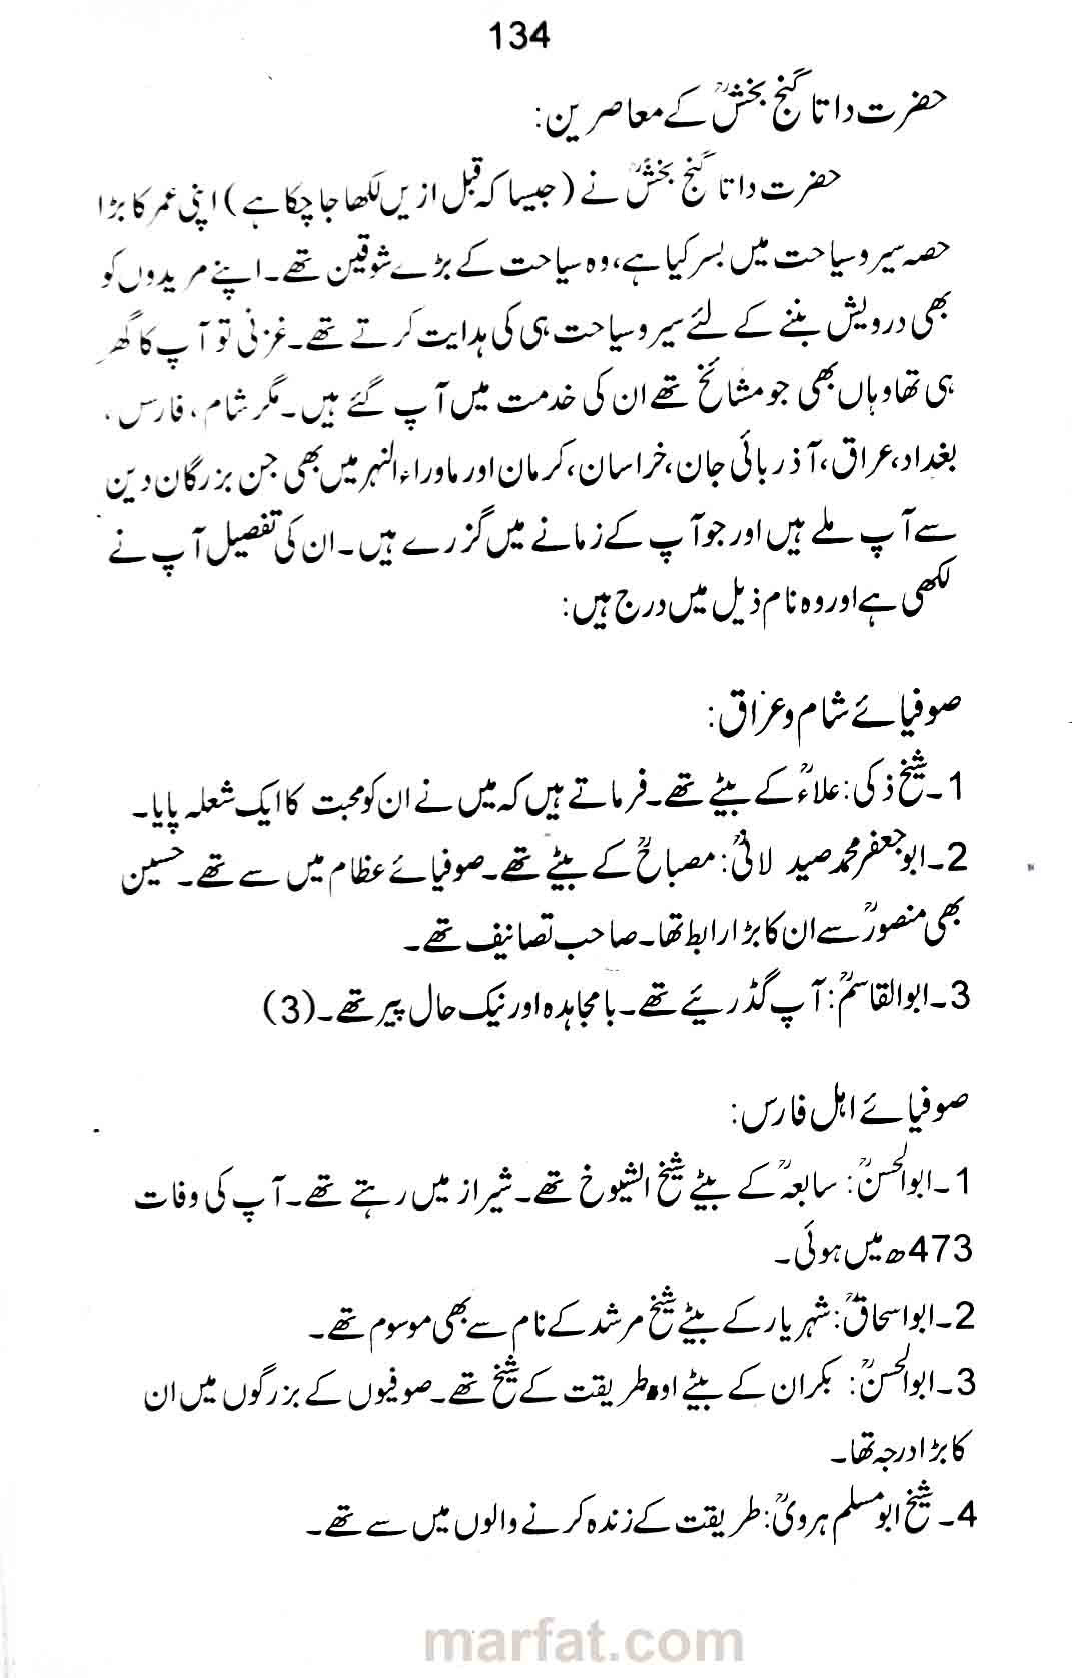 134
حضرت داتا گنج بخشؒ کے معاصرین:
حضرت داتا گنج بخشؒ نے (جیسا کہ قبل ازیں لکھا جا چکا ہے) اپنی عمر کا بڑا
حصہ سیر و سیاحت میں بسر کیا ہے، وہ سیاحت کے بڑے شوقین تھے۔ اپنے مریدوں کو
بھی درویش بننے کے لئے سیر و سیاحت ہی کی ہدایت کرتے تھے۔ غزنی تو آپ کا گھر
ہی تھا وہاں بھی جو مشائخ تھے ان کی خدمت میں آپ گئے ہیں۔ مگر شام، فارس،
بغداد، عراق، آذربائی جان، خراسان، کرمان اور ماوراء النہر میں بھی جن بزرگان دین
سے آپ ملے ہیں اور جو آپ کے زمانے میں گزرے ہیں۔ ان کی تفصیل آپ نے
لکھی ہے اور وہ نام ذیل میں درج ہیں:
صوفیائے شام و عراق:
1۔ شیخ ذکی: علاءؒ کے بیٹے تھے۔ فرماتے ہیں کہ میں نے ان کو محبت کا ایک شعلہ پایا۔
2۔ ابو جعفر محمد صید لانیؒ: مصباحؒ کے بیٹے تھے۔ صوفیائے عظام میں سے تھے۔ حسین
بھی منصورؒ سے ان کا بڑا رابط تھا۔ صاحب تصانیف تھے۔
3۔ ابوالقاسمؒ: آپ گڈریئے تھے۔ بامجاہدہ اور نیک حال پیر تھے۔ (3)
صوفیائے اہل فارس:
1۔ ابوالحسنؒ: سابعہؒ کے بیٹے شیخ الشیوخ تھے۔ شیراز میں رہتے تھے۔ آپ کی وفات
473ھ میں ہوئی۔
2۔ ابو اسحاقؒ: شہریار کے بیٹے شیخ مرشد کے نام سے بھی موسوم تھے۔
3۔ ابوالحسنؒ: بکران کے بیٹے اور طریقت کے شیخ تھے۔ صوفیوں کے بزرگوں میں ان
کا بڑا درجہ تھا۔
4۔ شیخ ابو مسلم ہرویؒ: طریقت کے زندہ کرنے والوں میں سے تھے۔
marfat.com